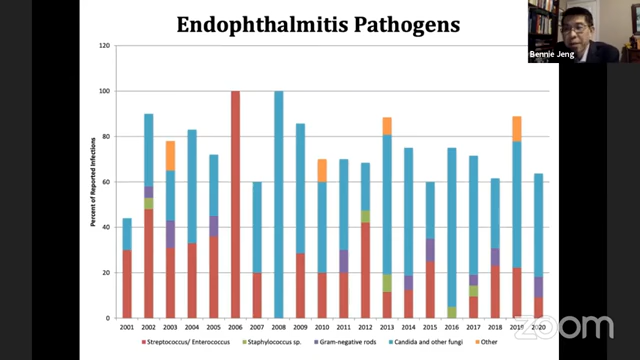 Endophthalmitis Pathogens
Bennie Jeng
120
100
80
60
40
20
0
Percent of Reported Infections
2001 2002 2003 2004 2005 2006 2007 2008 2009 2010 2011 2012 2013 2014 2015 2016 2017 2018 2019 2020
Streptococcus/ Enterococcus Staphylococcus sp. Gram-negative rods Candida and other fungi Other
zoom